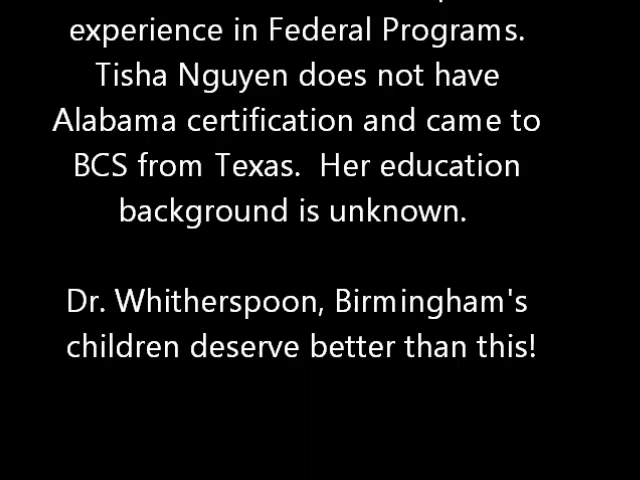 experience in Federal Programs.
Tisha Nguyen does not have
Alabama certification and came to
BCS from Texas.  Her education
background is unknown.
Dr. Whitherspoon, Birmingham's
children deserve better than this!